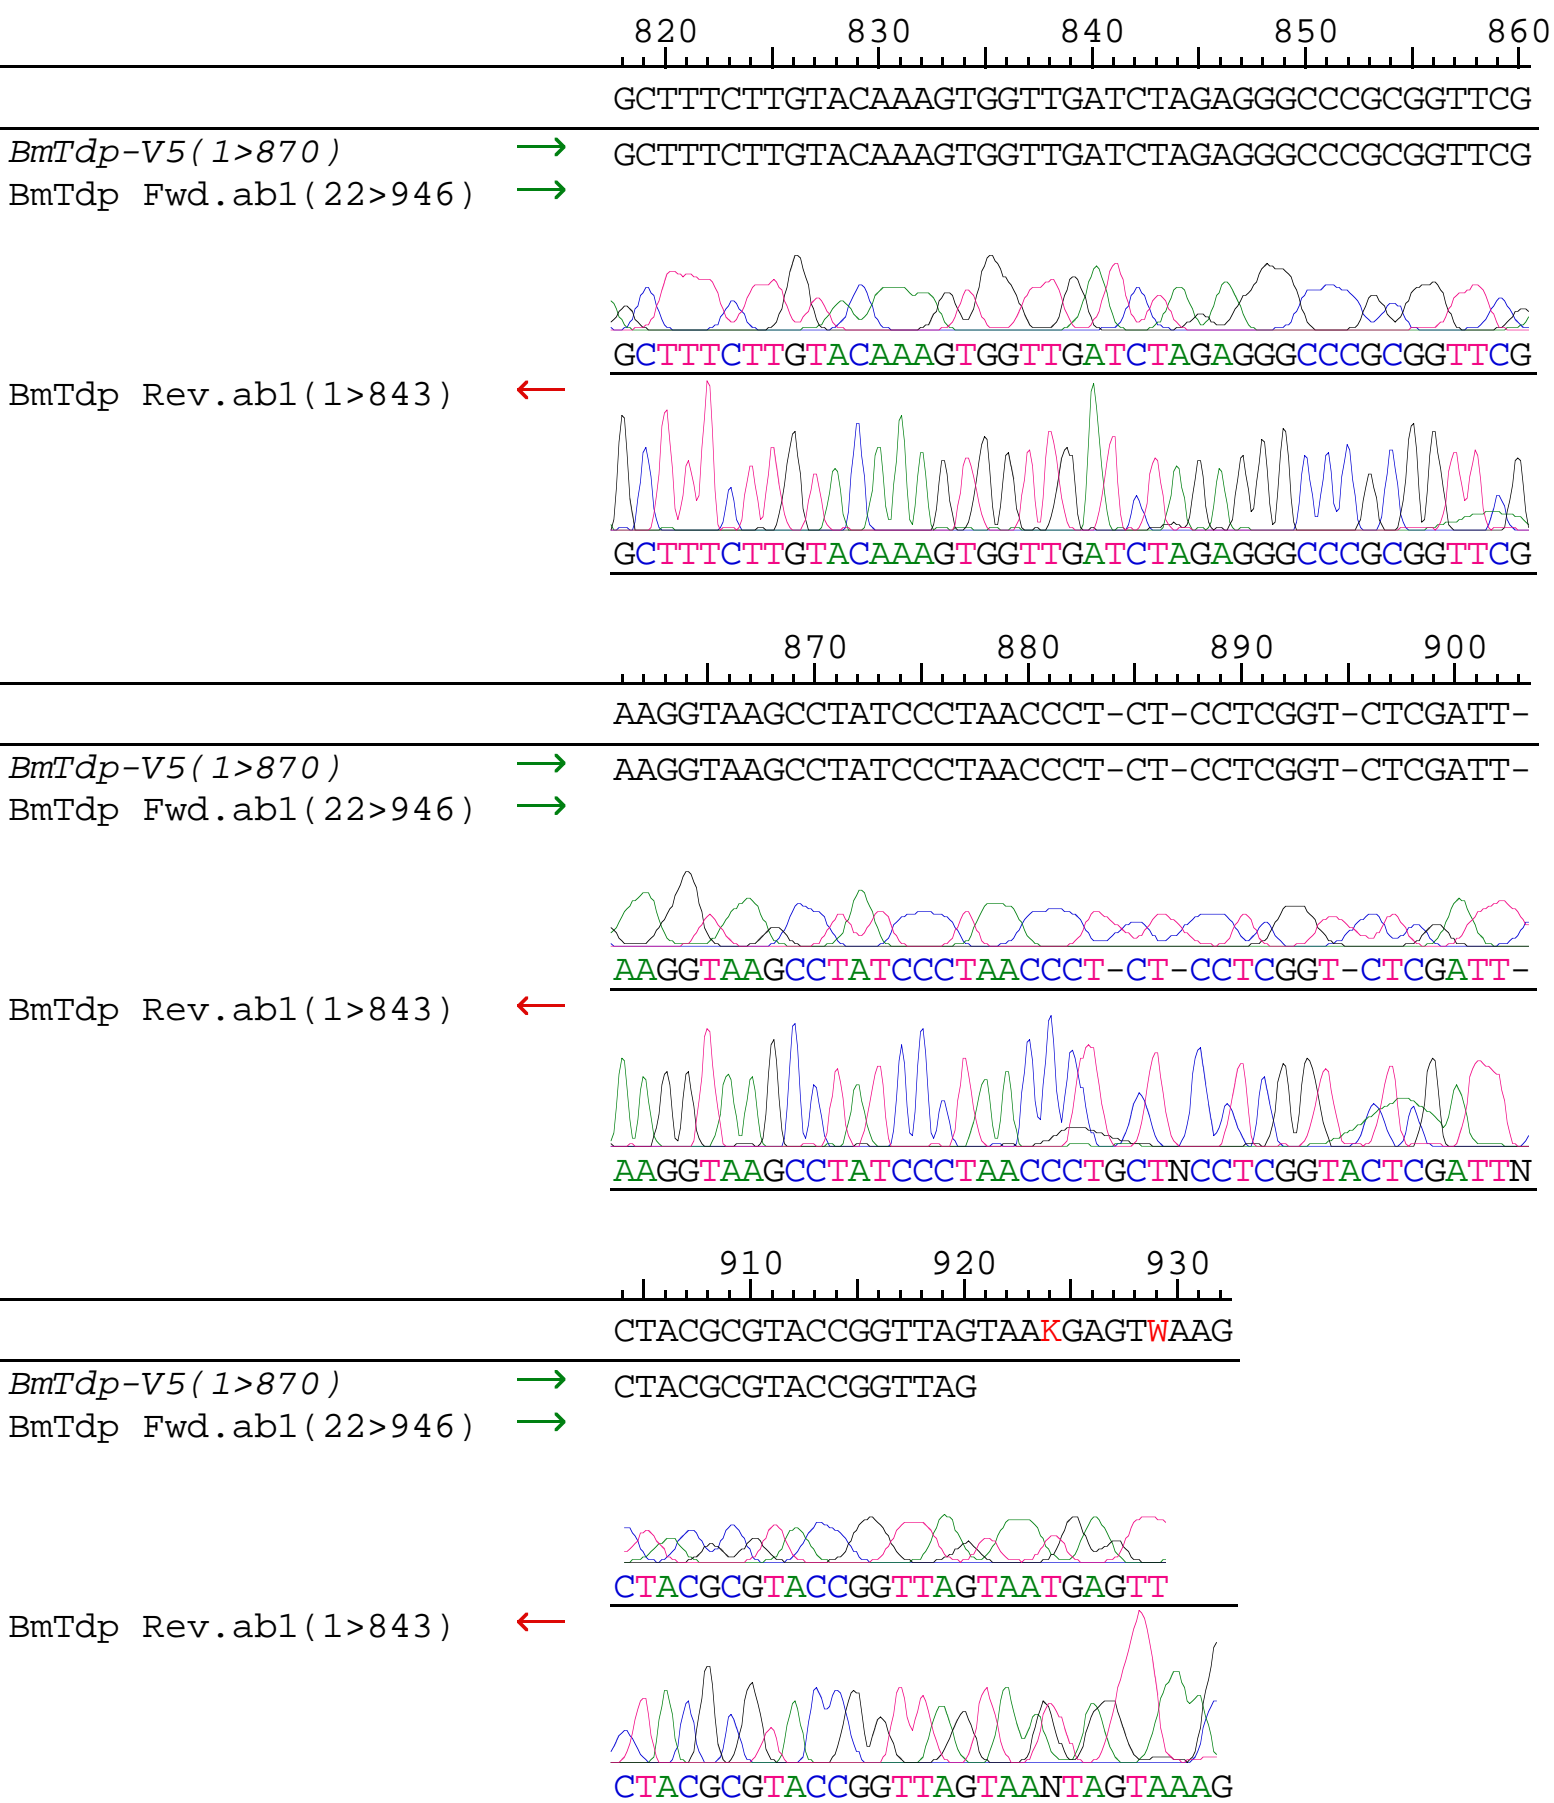 820 830 840 850 860
GCTTTCTTGTACAAAGTGGTTGATCTAGAGGGCCCGCGGTTCG
BmTdp-V5(1>870) → GCTTTCTTGTACAAAGTGGTTGATCTAGAGGGCCCGCGGTTCG
BmTdp Fwd.ab1(22>946) →
GCTTTCTTGTACAAAGTGGTTGATCTAGAGGGCCCGCGGTTCG
BmTdp Rev.ab1(1>843) ←
GCTTTCTTGTACAAAGTGGTTGATCTAGAGGGCCCGCGGTTCG
870 880 890 900
AAGGTAAGCCTATCCCTAACCCT-CT-CCTCGGT-CTCGATT-
BmTdp-V5(1>870) → AAGGTAAGCCTATCCCTAACCCT-CT-CCTCGGT-CTCGATT-
BmTdp Fwd.ab1(22>946) →
AAGGTAAGCCTATCCCTAACCCT-CT-CCTCGGT-CTCGATT-
BmTdp Rev.ab1(1>843) ←
AAGGTAAGCCTATCCCTAACCCTGCTNCCTCGGTACTCGATTN
910 920 930
CTACGCGTACCGGTTAGTAAKGAGTWAAG
BmTdp-V5(1>870) → CTACGCGTACCGGTTAG
BmTdp Fwd.ab1(22>946) →
CTACGCGTACCGGTTAGTAATGAGTT
BmTdp Rev.ab1(1>843) ←
CTACGCGTACCGGTTAGTAANTAGTAAAG